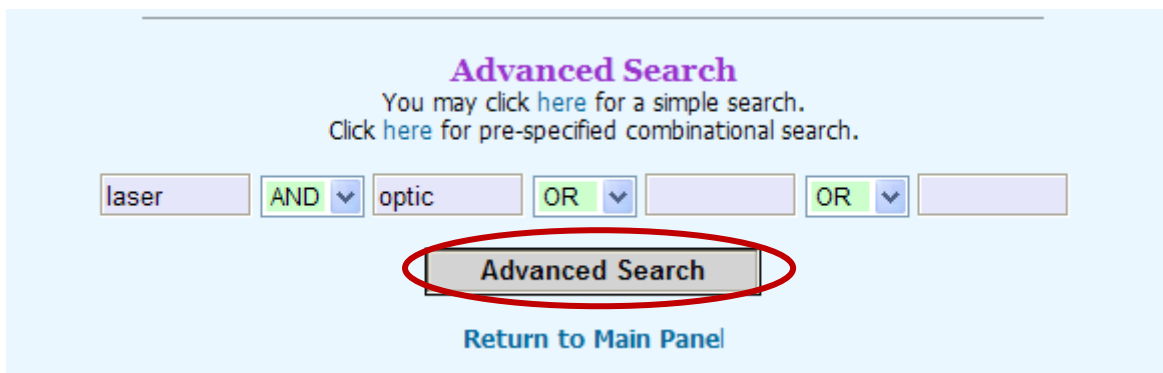 Advanced Search
You may click here for a simple search.
Click here for pre-specified combinational search.
laser AND optic OR OR
Advanced Search
Return to Main Panel